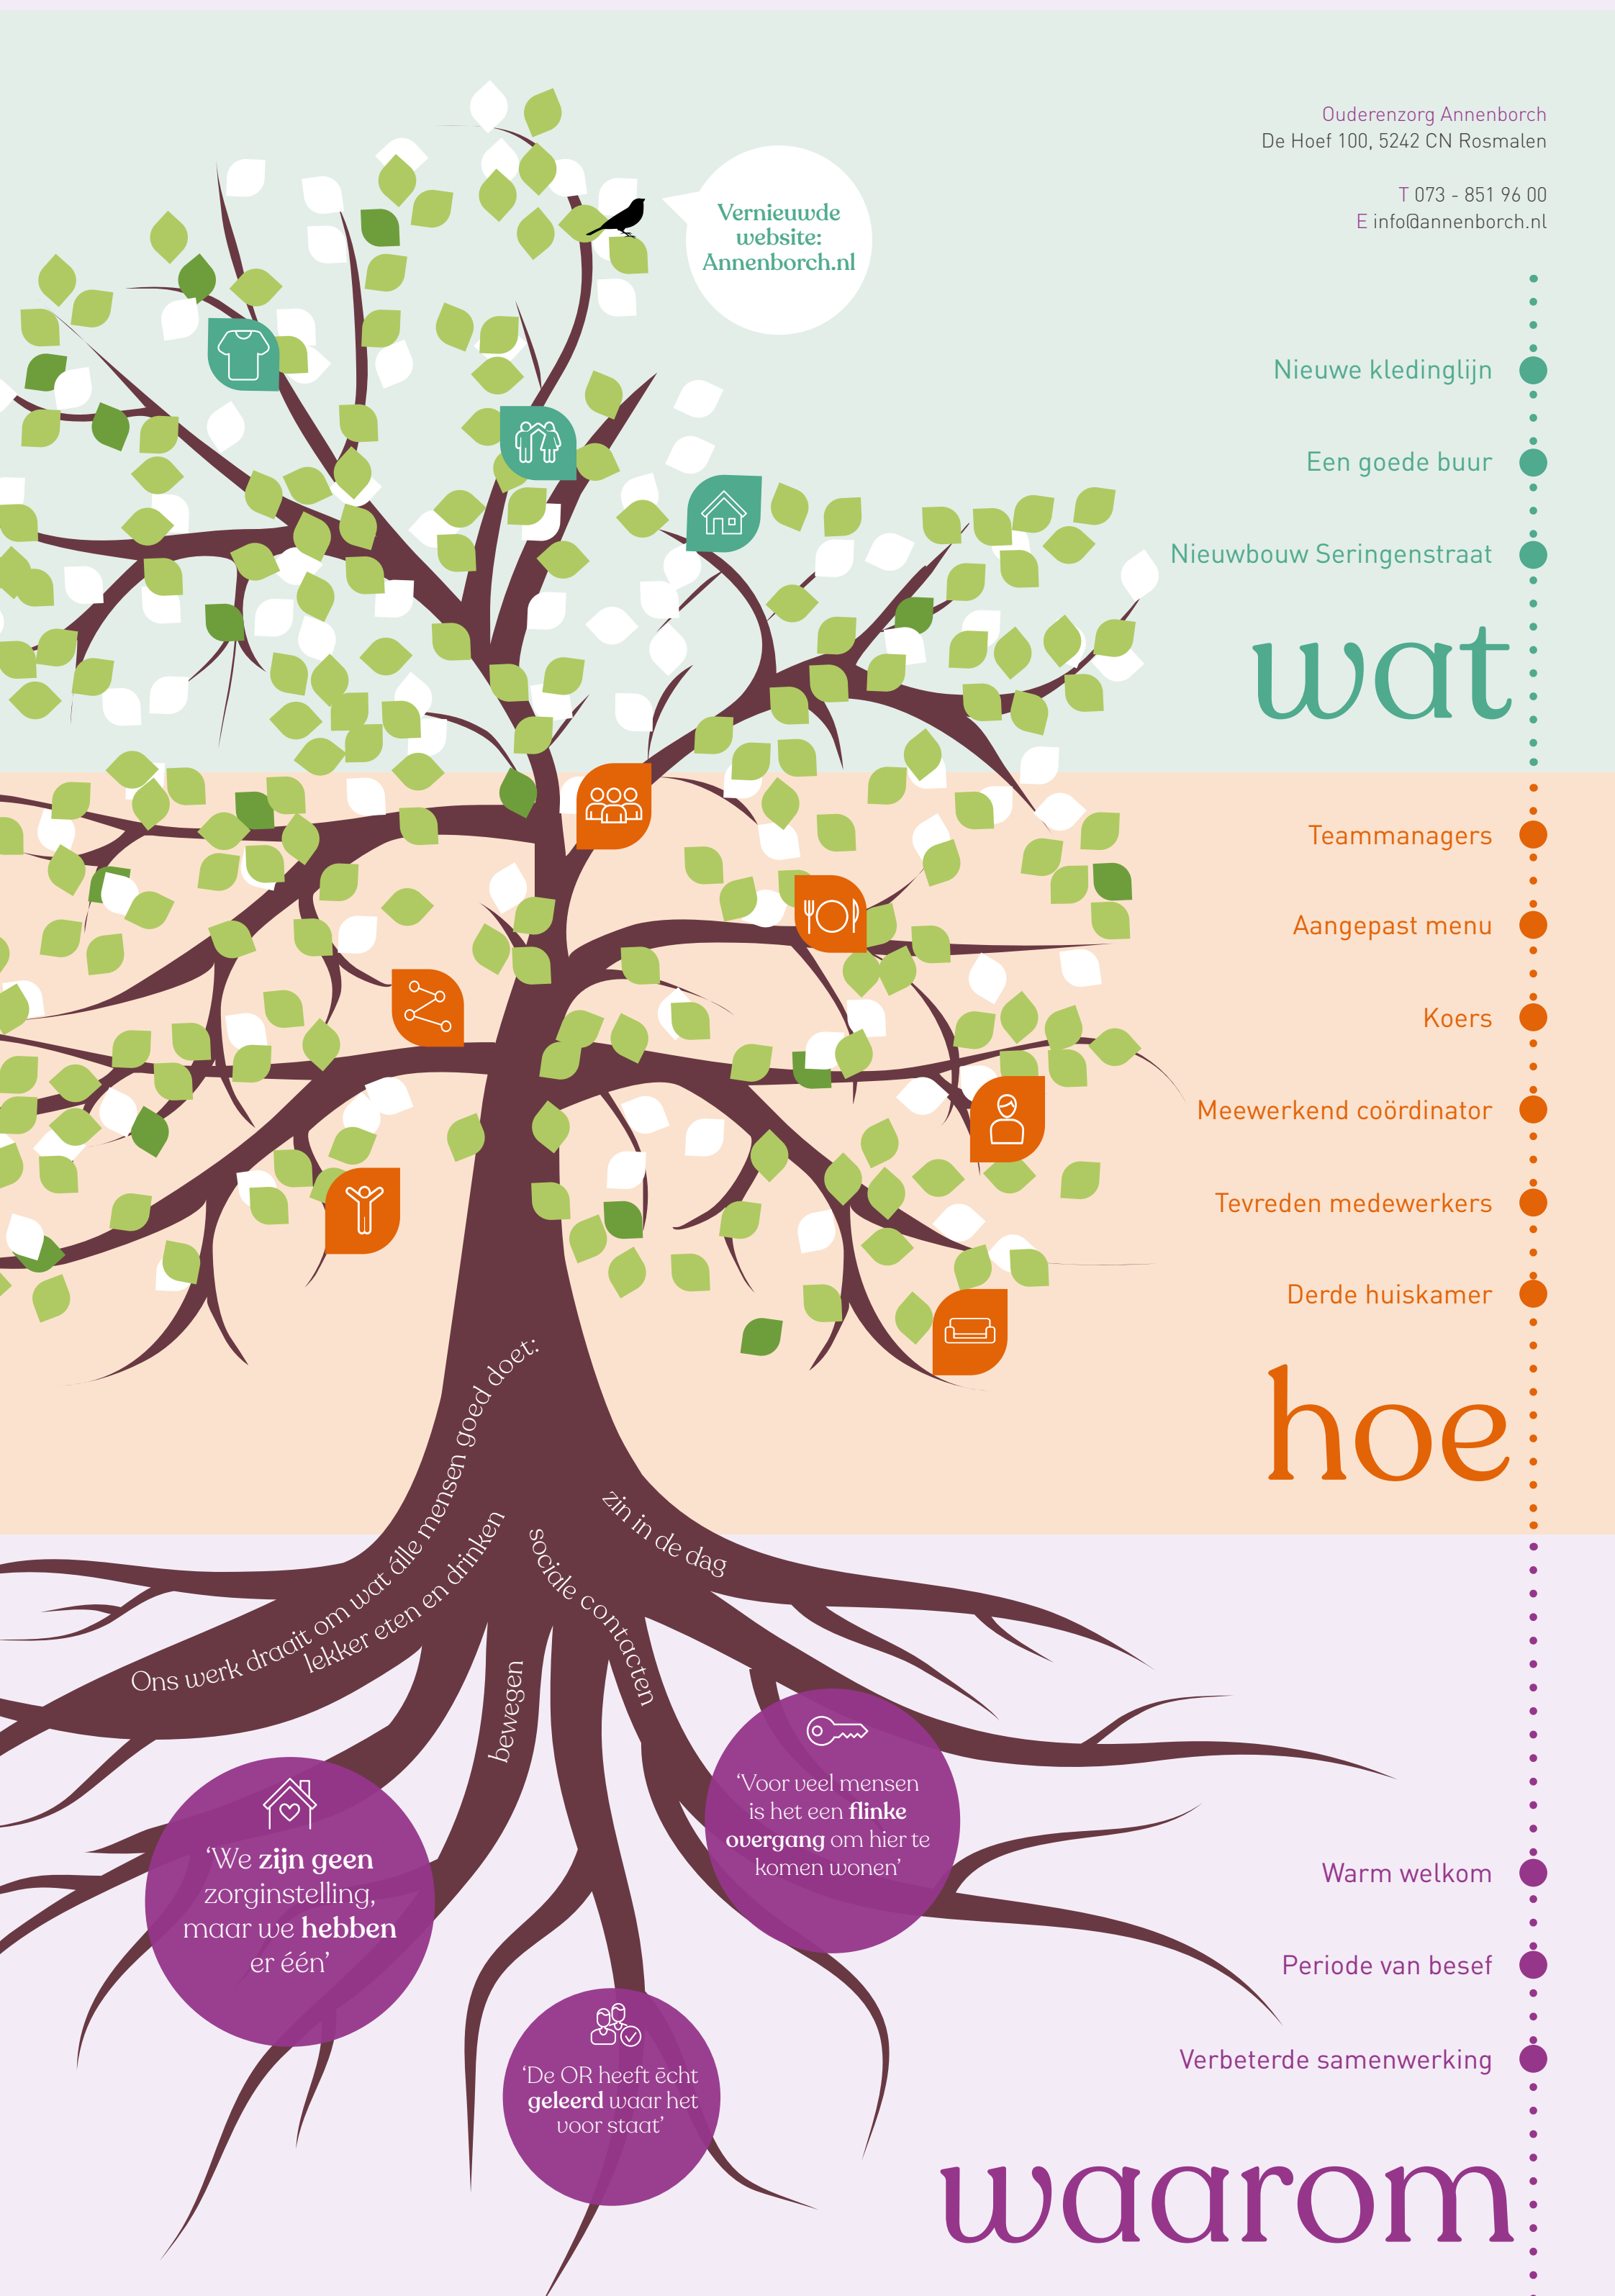 Ouderenzorg Annenborch
De Hoef 100, 5242 CN Rosmalen
T 073 - 851 96 00
E info@annenborch.nl
Vernieuwde
website:
Annenborch.nl
Nieuwe kledinglijn
Een goede buur
Nieuwbouw Seringenstraat
wat
Teammanagers
Aangepast menu
Koers
Meewerkend coördinator
Tevreden medewerkers
Derde huiskamer
hoe
Ons werk draait om wat álle mensen goed doet:
lekker eten en drinken
bewegen
sociale contacten
zin in de dag
‘Voor veel mensen
is het een flinke
overgang om hier te
komen wonen’
‘We zijn geen
zorginstelling,
maar we hebben
er één’
‘De OR heeft ēcht
geleerd waar het
voor staat’
Warm welkom
Periode van besef
Verbeterde samenwerking
waarom